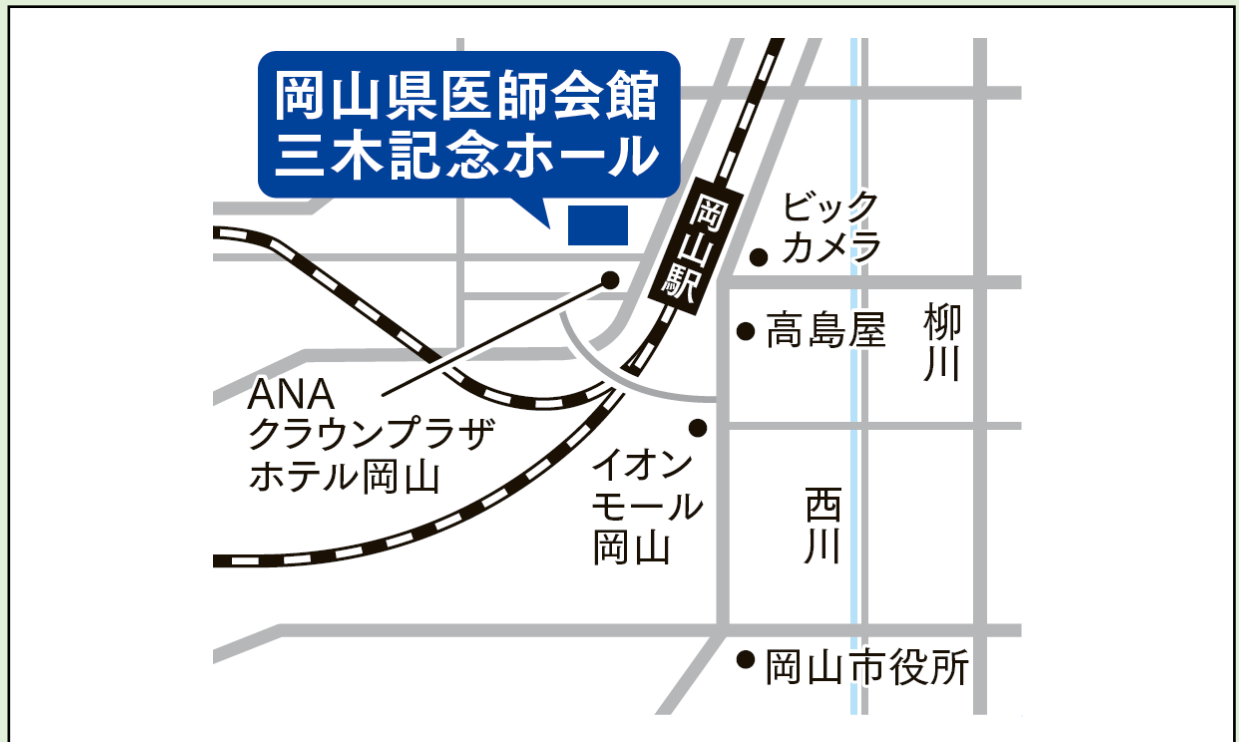 岡山県医師会館
三木記念ホール
岡山駅
ビック
カメラ
高島屋
柳川
ANA
クラウンプラザ
ホテル岡山
イオン
モール
岡山
西川
岡山市役所